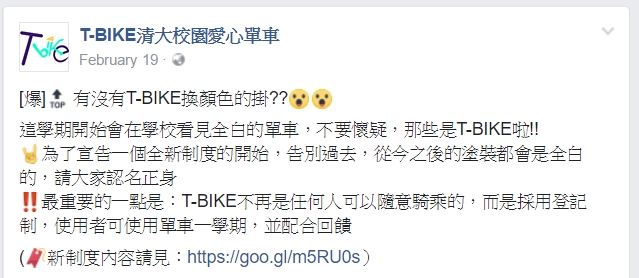 T-BIKE
T-BIKE清大校園愛心單車
February 19 ·
[爆]🔝有沒有T-BIKE換顏色的掛??😮😮
這學期開始會在學校看見全白的單車，不要懷疑，那些是T-BIKE啦!!
🤘為了宣告一個全新制度的開始，告別過去，從今之後的塗裝都會是全白
的，請大家認名正身
‼️最重要的一點是：T-BIKE不再是任何人可以隨意騎乘的，而是採用登記
制，使用者可使用單車一學期，並配合回饋
(🧧新制度內容請見：https://goo.gl/m5RU0s）